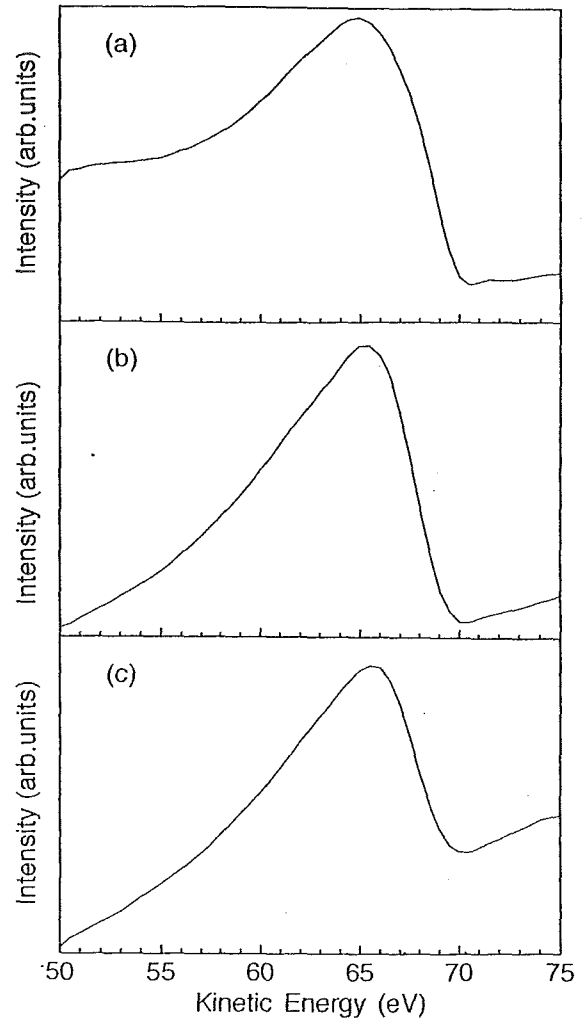 (a)
Intensity (arb.units)
(b)
Intensity (arb.units)
(c)
Intensity (arb.units)
50 55 60 65 70 75
Kinetic Energy (eV)